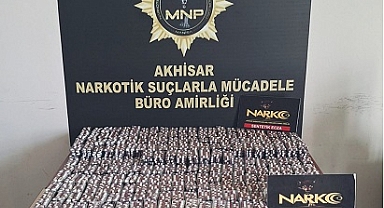 MNP
AKHİSAR
NARKOTİK SUÇLARLA MÜCADELE
BÜRO AMİRLİĞİ
NARKO
SENTETİK ECZA
NARKO